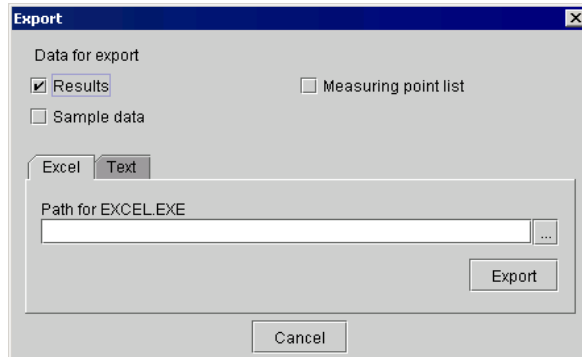 Export
Data for export
Results
Measuring point list
Sample data
Excel Text
Path for EXCEL.EXE
...
Export
Cancel